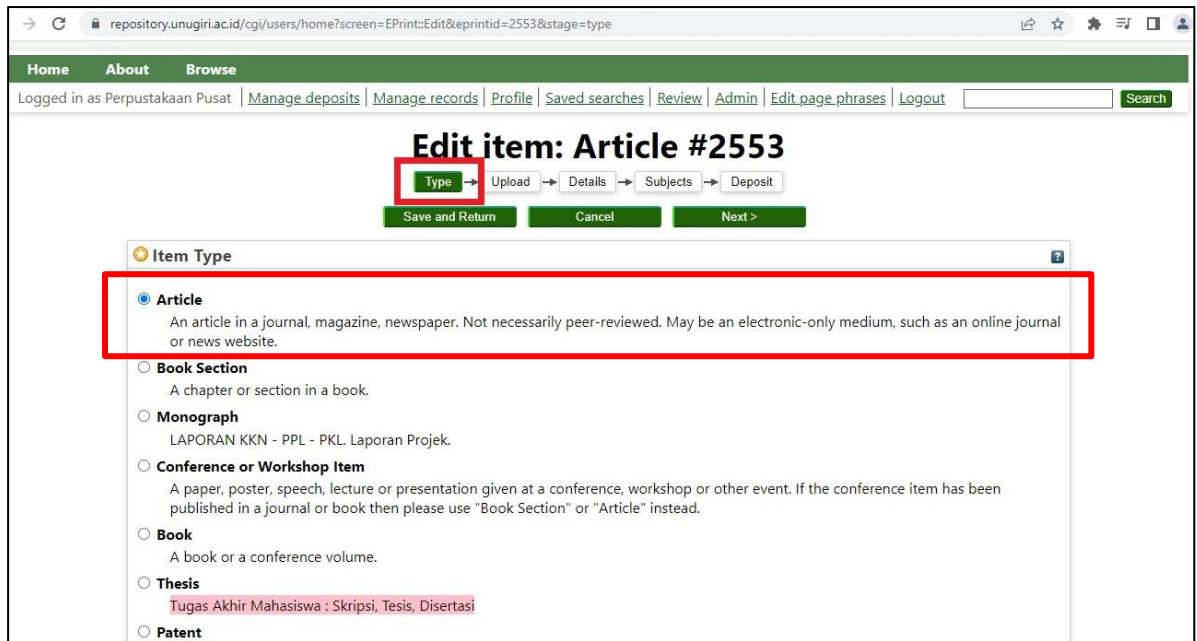 repository.unugiri.ac.id/cgi/users/home?screen=EPrint::Edit&eprintid=2553&stage=type
Home About Browse
Logged in as Perpustakaan Pusat | Manage deposits | Manage records | Profile | Saved searches | Review | Admin | Edit page phrases | Logout Search
Edit item: Article #2553
Type → Upload → Details → Subjects → Deposit
Save and Return Cancel Next >
Item Type ?
Article
An article in a journal, magazine, newspaper. Not necessarily peer-reviewed. May be an electronic-only medium, such as an online journal
or news website.
Book Section
A chapter or section in a book.
Monograph
LAPORAN KKN - PPL - PKL. Laporan Projek.
Conference or Workshop Item
A paper, poster, speech, lecture or presentation given at a conference, workshop or other event. If the conference item has been
published in a journal or book then please use "Book Section" or "Article" instead.
Book
A book or a conference volume.
Thesis
Tugas Akhir Mahasiswa : Skripsi, Tesis, Disertasi
Patent